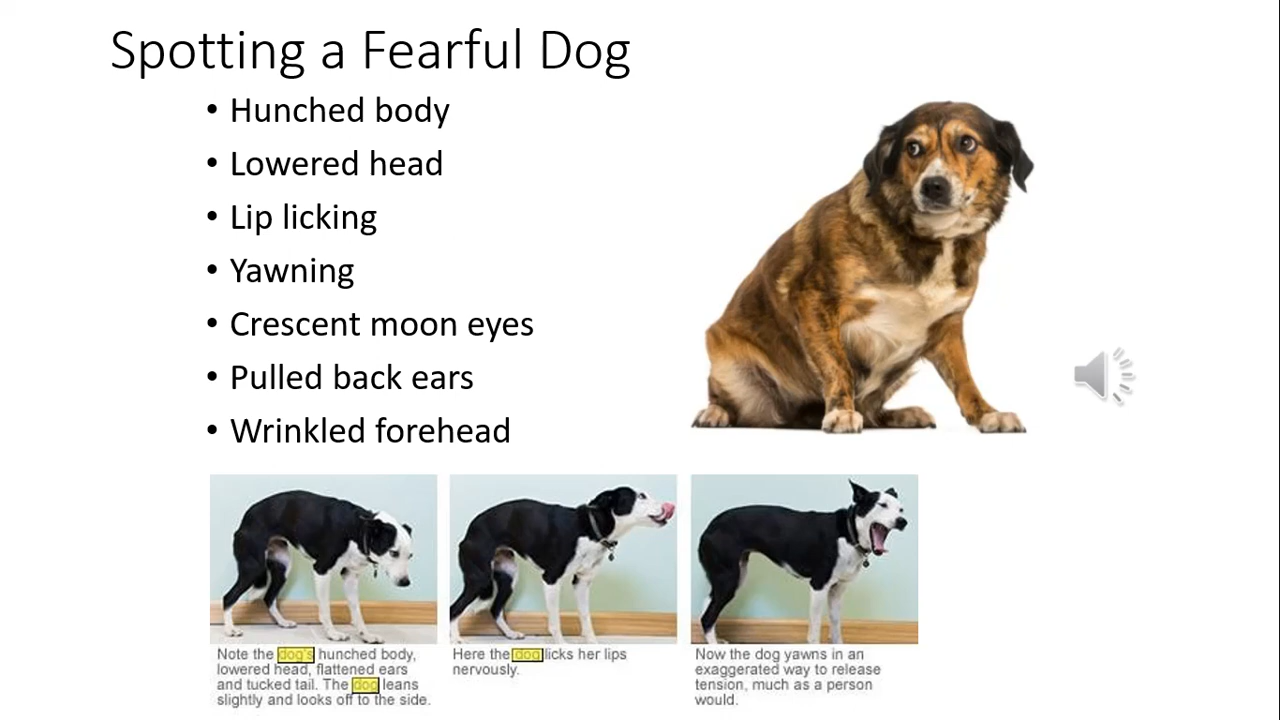 Spotting a Fearful Dog
• Hunched body
• Lowered head
• Lip licking
• Yawning
• Crescent moon eyes
• Pulled back ears
• Wrinkled forehead
Note the dog's hunched body,
lowered head, flattened ears
and tucked tail. The dog leans
slightly and looks off to the side.
Here the dog licks her lips
nervously.
Now the dog yawns in an
exaggerated way to release
tension, much as a person
would.